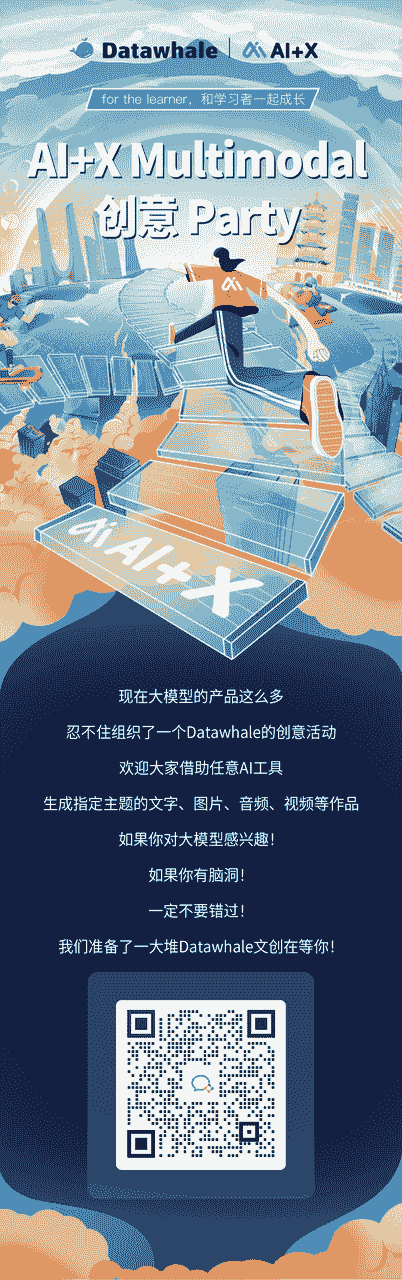 Datawhale | AI+X
for the learner，和学习者一起成长
AI+X Multimodal
创意 Party
AI+X
现在大模型的产品这么多
忍不住组织了一个Datawhale的创意活动
欢迎大家借助任意AI工具
生成指定主题的文字、图片、音频、视频等作品
如果你对大模型感兴趣！
如果你有脑洞！
一定不要错过！
我们准备了一大堆Datawhale文创在等你！